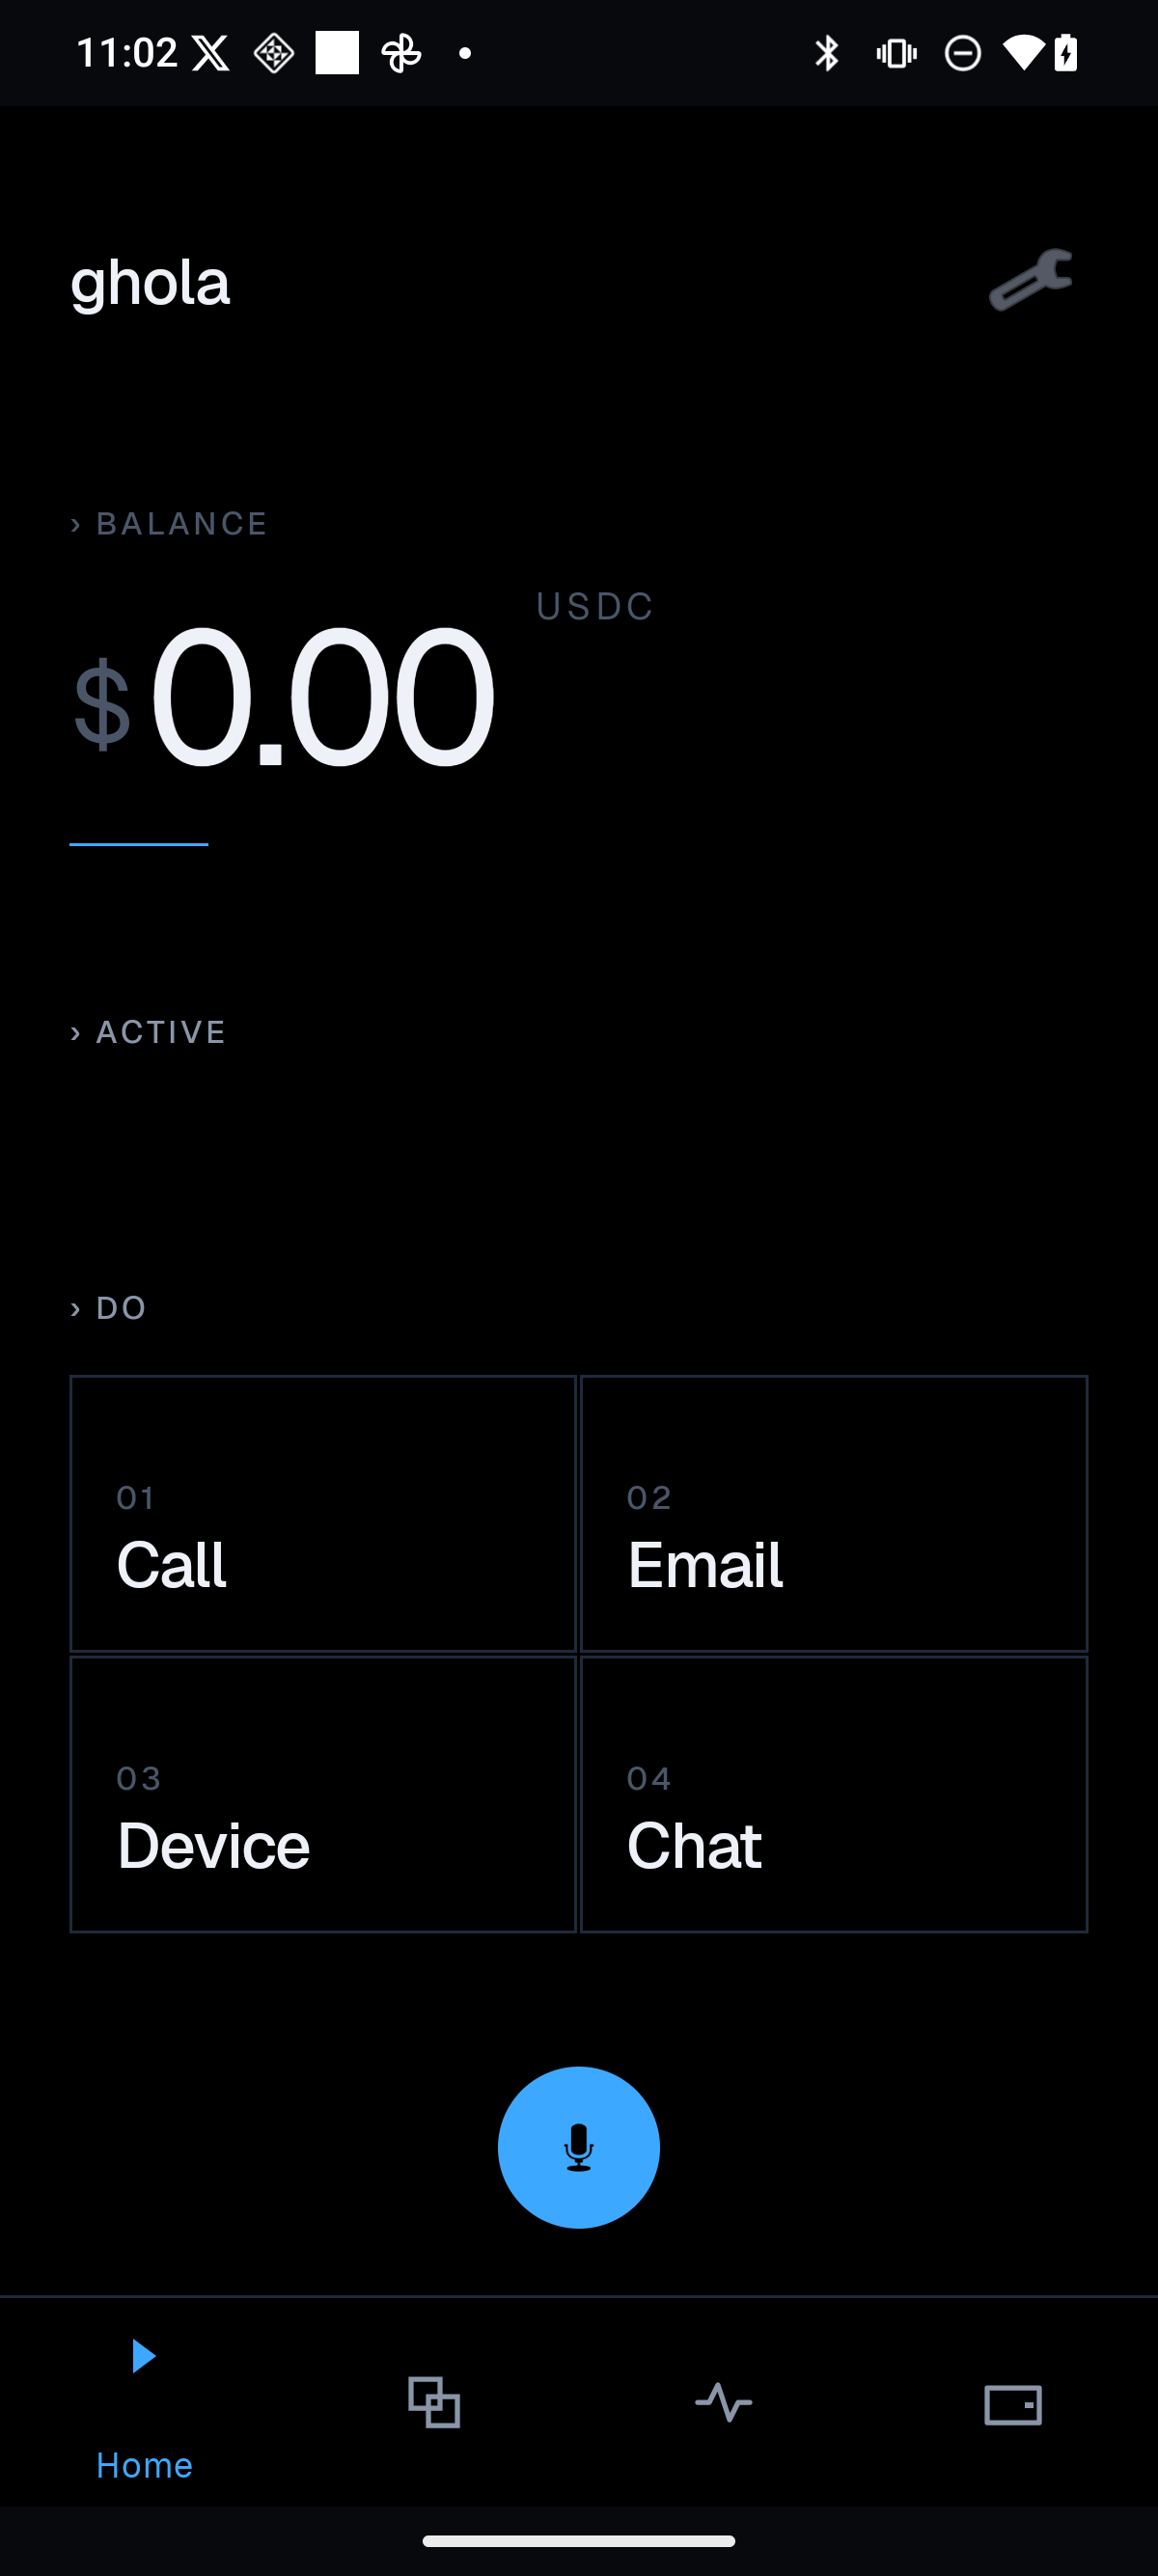 11:02
ghola
› BALANCE
$0.00 USDC
› ACTIVE
› DO
01
Call
02
Email
03
Device
04
Chat
Home